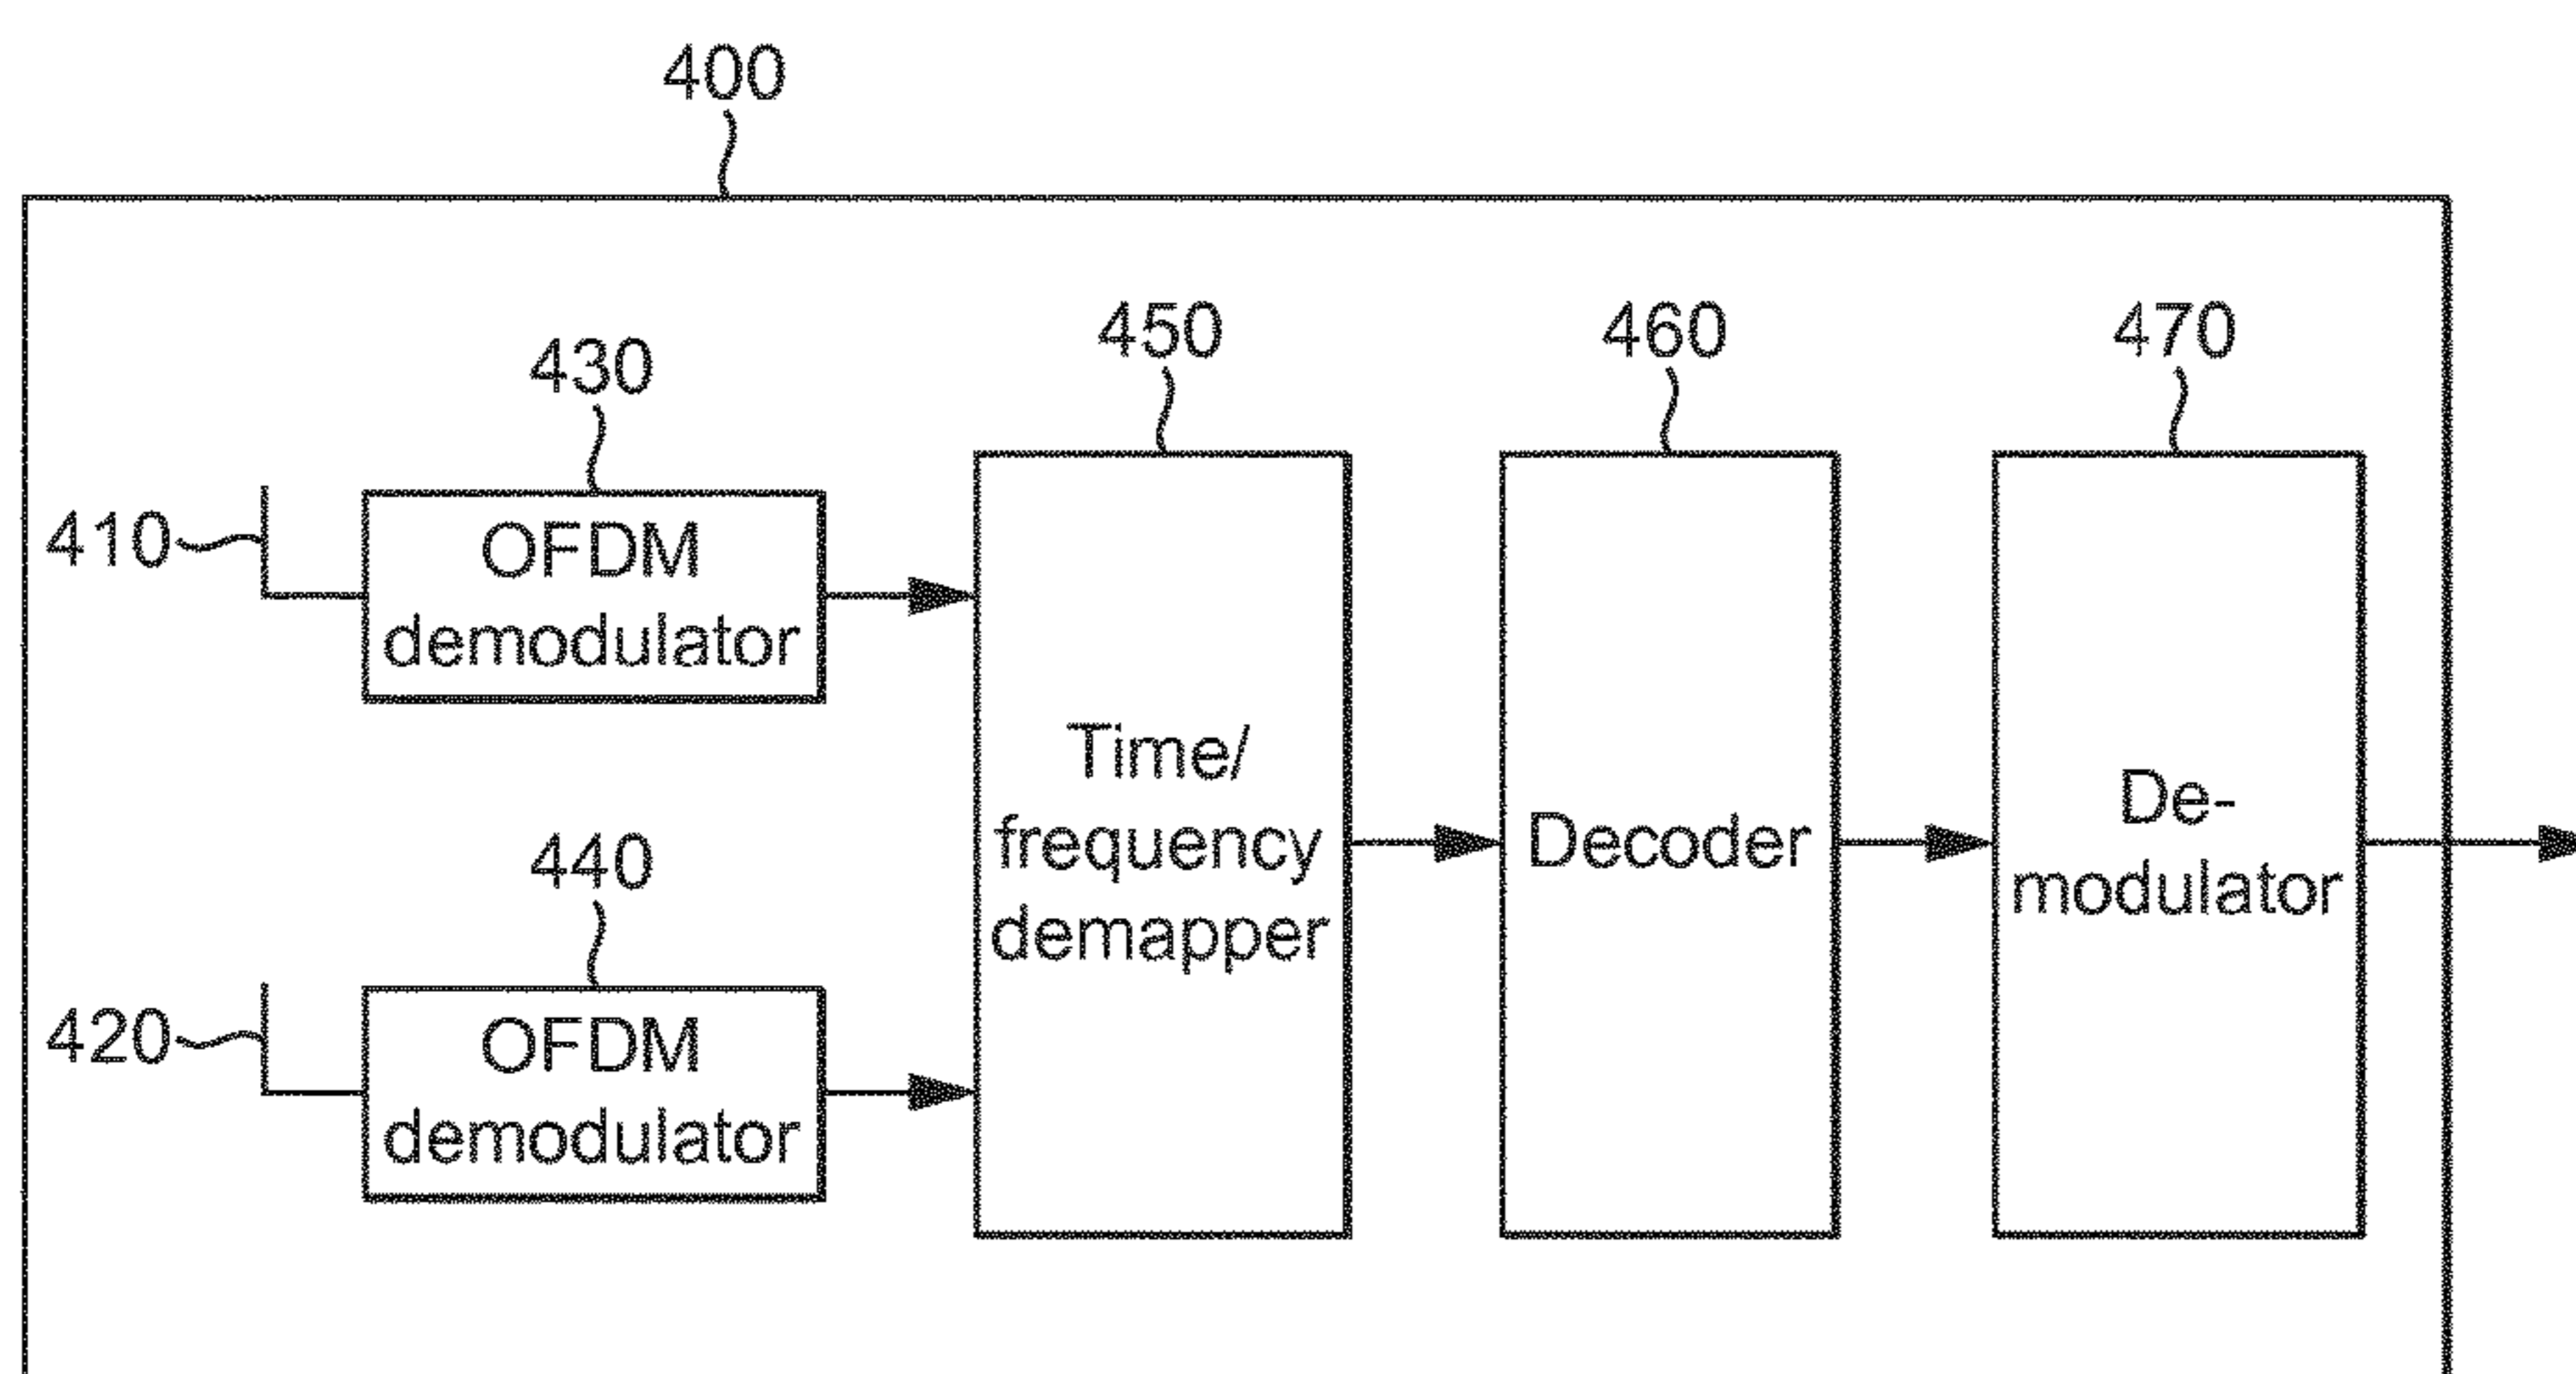 400
430
450
460
470
410
OFDM
demodulator
Time/
frequency
demapper
Decoder
De-
modulator
440
420
OFDM
demodulator